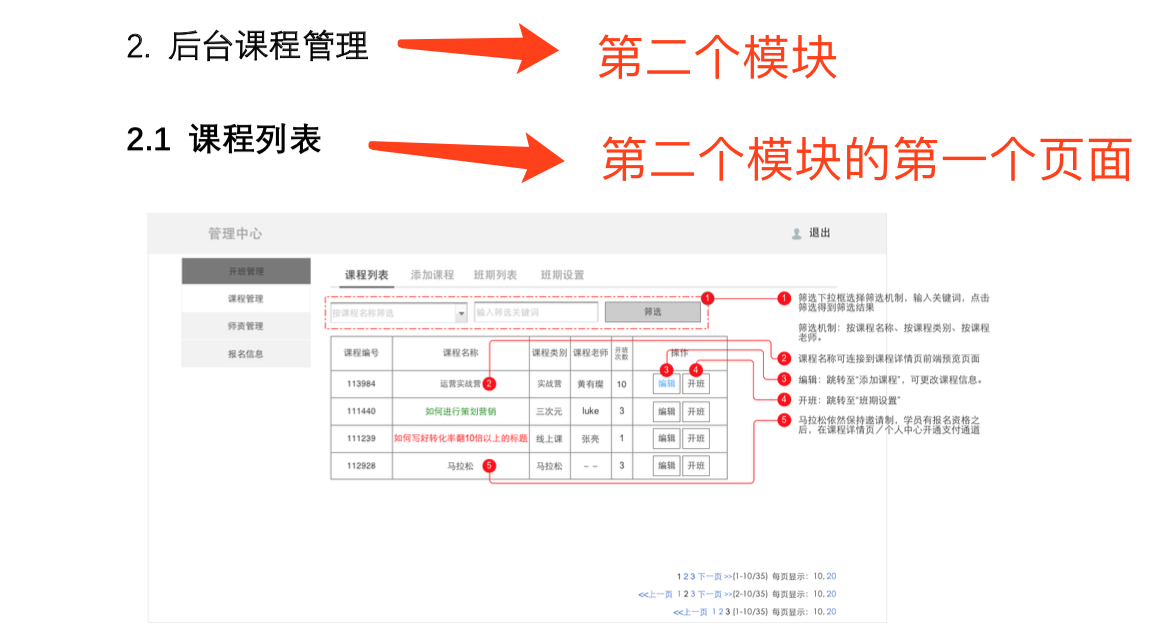 2. 后台课程管理
第二个模块
2.1 课程列表
第二个模块的第一个页面
管理中心
退出
开班管理
课程管理
师资管理
报名信息
课程列表 添加课程 班期列表 班期设置
按课程名称筛选 输入筛选关键词 筛选
1
课程编号 课程名称 课程类别 课程老师 开班次数 操作
3 4
113984 运营实战营 2 实战营 黄有璨 10 编辑 开班
111440 如何进行策划营销 三次元 luke 3 编辑 开班
111239 如何写好转化率翻10倍以上的标题 线上课 张亮 1 编辑 开班
112928 马拉松 5 马拉松 – – 3 编辑 开班
1 筛选下拉框选择筛选机制，输入关键词，点击
筛选得到筛选结果
筛选机制：按课程名称、按课程类别、按课程
老师。
2 课程名称可连接到课程详情页前端预览页面
3 编辑：跳转至“添加课程”，可更改课程信息。
4 开班：跳转至“班期设置”
5 马拉松依然保持邀请制，学员有报名资格之
后，在课程详情页／个人中心开通支付通道
1 2 3 下一页 >>(1-10/35) 每页显示：10, 20
<<上一页 1 2 3 下一页 >>(2-10/35) 每页显示：10, 20
<<上一页 1 2 3 (1-10/35) 每页显示：10, 20